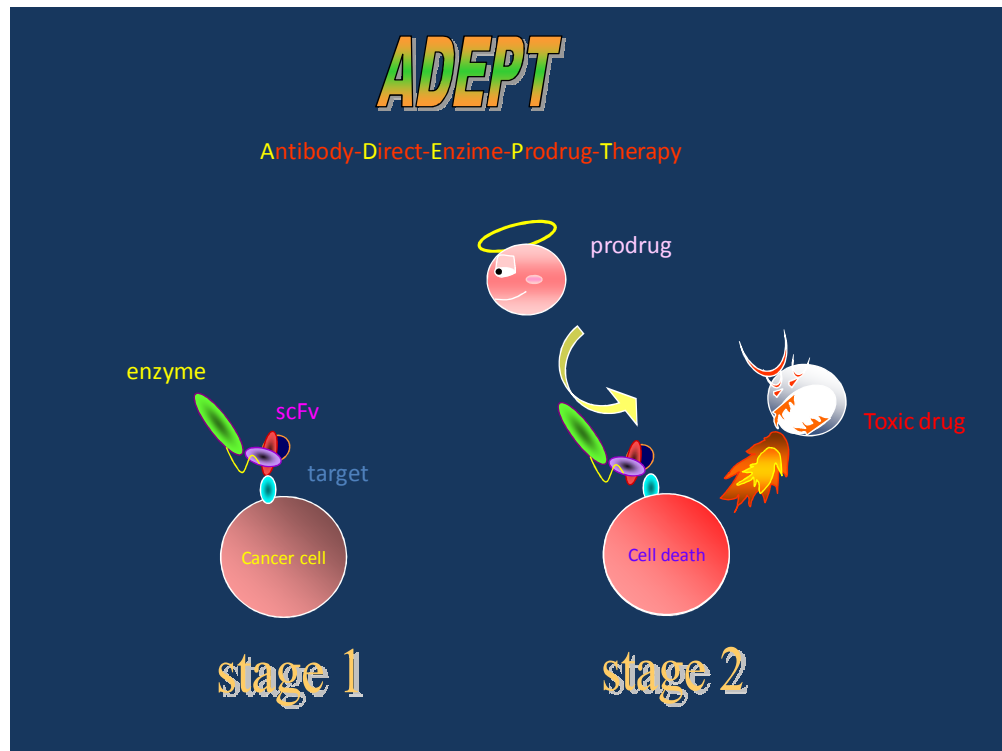 ADEPT
Antibody-Direct-Enzime-Prodrug-Therapy
prodrug
enzyme
scFv
target
Toxic drug
Cancer cell
Cell death
stage 1
stage 2